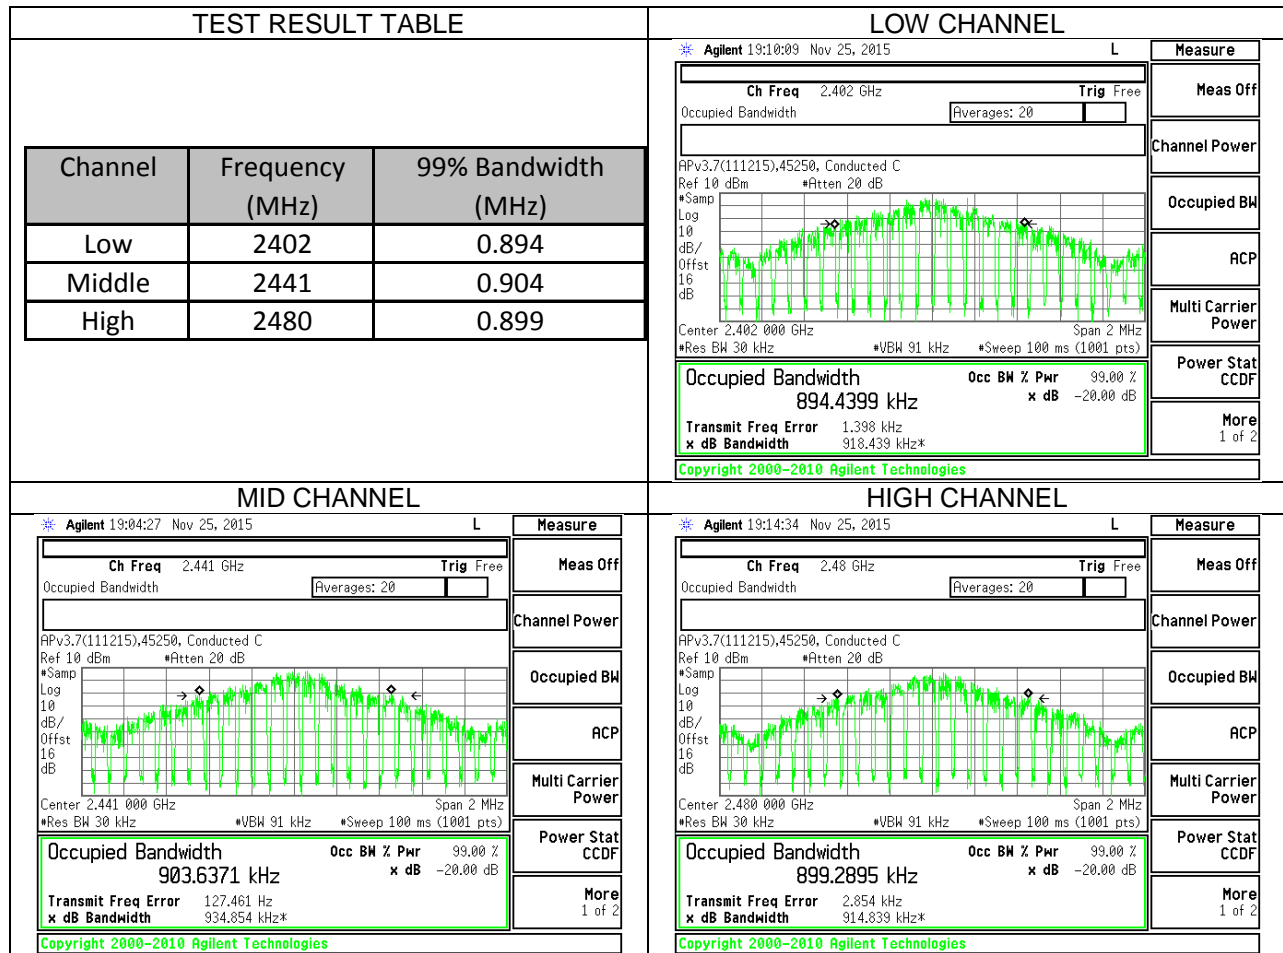 TEST RESULT TABLE
Channel Frequency (MHz) 99% Bandwidth (MHz)
Low 2402 0.894
Middle 2441 0.904
High 2480 0.899
LOW CHANNEL
Agilent 19:10:09 Nov 25, 2015 L
Ch Freq 2.402 GHz Trig Free
Occupied Bandwidth Averages: 20
APv3.7(111215),45250, Conducted C
Ref 10 dBm #Atten 20 dB
#Samp
Log
10
dB/
Offst
16
dB
Center 2.402 000 GHz Span 2 MHz
#Res BW 30 kHz #VBW 91 kHz #Sweep 100 ms (1001 pts)
Occupied Bandwidth Occ BW % Pwr 99.00 %
894.4399 kHz x dB -20.00 dB
Transmit Freq Error 1.398 kHz
x dB Bandwidth 918.439 kHz*
Copyright 2000-2010 Agilent Technologies
Measure
Meas Off
Channel Power
Occupied BW
ACP
Multi Carrier
Power
Power Stat
CCDF
More
1 of 2
MID CHANNEL
Agilent 19:04:27 Nov 25, 2015 L
Ch Freq 2.441 GHz Trig Free
Occupied Bandwidth Averages: 20
APv3.7(111215),45250, Conducted C
Ref 10 dBm #Atten 20 dB
#Samp
Log
10
dB/
Offst
16
dB
Center 2.441 000 GHz Span 2 MHz
#Res BW 30 kHz #VBW 91 kHz #Sweep 100 ms (1001 pts)
Occupied Bandwidth Occ BW % Pwr 99.00 %
903.6371 kHz x dB -20.00 dB
Transmit Freq Error 127.461 Hz
x dB Bandwidth 934.854 kHz*
Copyright 2000-2010 Agilent Technologies
Measure
Meas Off
Channel Power
Occupied BW
ACP
Multi Carrier
Power
Power Stat
CCDF
More
1 of 2
HIGH CHANNEL
Agilent 19:14:34 Nov 25, 2015 L
Ch Freq 2.48 GHz Trig Free
Occupied Bandwidth Averages: 20
APv3.7(111215),45250, Conducted C
Ref 10 dBm #Atten 20 dB
#Samp
Log
10
dB/
Offst
16
dB
Center 2.480 000 GHz Span 2 MHz
#Res BW 30 kHz #VBW 91 kHz #Sweep 100 ms (1001 pts)
Occupied Bandwidth Occ BW % Pwr 99.00 %
899.2895 kHz x dB -20.00 dB
Transmit Freq Error 2.854 kHz
x dB Bandwidth 914.839 kHz*
Copyright 2000-2010 Agilent Technologies
Measure
Meas Off
Channel Power
Occupied BW
ACP
Multi Carrier
Power
Power Stat
CCDF
More
1 of 2